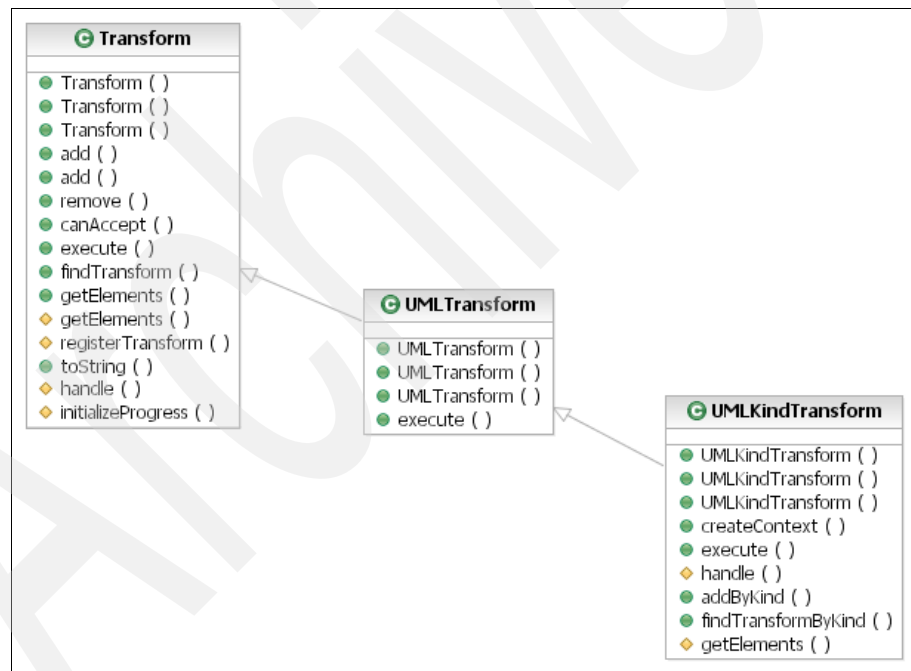 Transform
Transform ( )
Transform ( )
Transform ( )
add ( )
add ( )
remove ( )
canAccept ( )
execute ( )
findTransform ( )
getElements ( )
getElements ( )
registerTransform ( )
toString ( )
handle ( )
initializeProgress ( )
UMLTransform
UMLTransform ( )
UMLTransform ( )
UMLTransform ( )
execute ( )
UMLKindTransform
UMLKindTransform ( )
UMLKindTransform ( )
UMLKindTransform ( )
createContext ( )
execute ( )
handle ( )
addByKind ( )
findTransformByKind ( )
getElements ( )